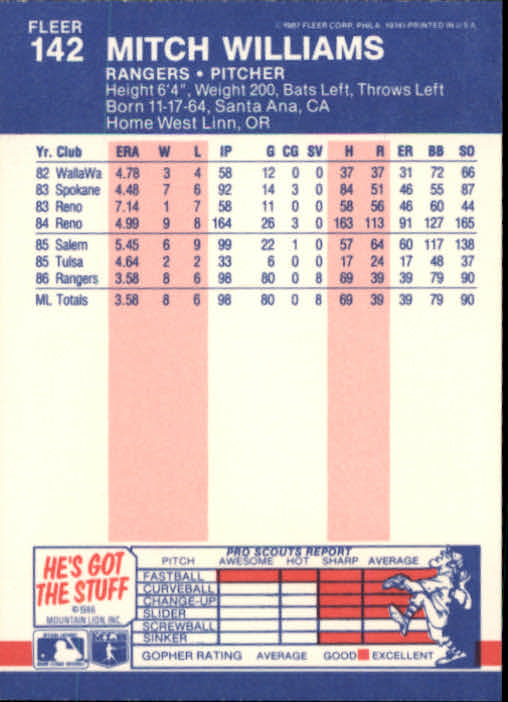 FLEER
142 MITCH WILLIAMS
© 1987 FLEER CORP., PHILA. 19141-PRINTED IN U.S.A.
RANGERS • PITCHER
Height 6'4", Weight 200, Bats Left, Throws Left
Born 11-17-64, Santa Ana, CA
Home West Linn, OR
Yr. Club ERA W L IP G CG SV H R ER BB SO
82 WallaWa 4.78 3 4 58 12 0 0 37 37 31 72 66
83 Spokane 4.48 7 6 92 14 3 0 84 51 46 55 87
83 Reno 7.14 1 7 58 11 0 0 58 56 46 60 44
84 Reno 4.99 9 8 164 26 3 0 163 113 91 127 165
85 Salem 5.45 6 9 99 22 1 0 57 64 60 117 138
85 Tulsa 4.64 2 2 33 6 0 0 17 24 17 48 37
86 Rangers 3.58 8 6 98 80 0 8 69 39 39 79 90
ML Totals 3.58 8 6 98 80 0 8 69 39 39 79 90
HE'S GOT
THE STUFF
© 1986
MOUNTAIN LION, INC.
PRO SCOUTS REPORT
PITCH AWESOME HOT SHARP AVERAGE
FASTBALL
CURVEBALL
CHANGE-UP
SLIDER
SCREWBALL
SINKER
GOPHER RATING AVERAGE GOOD EXCELLENT